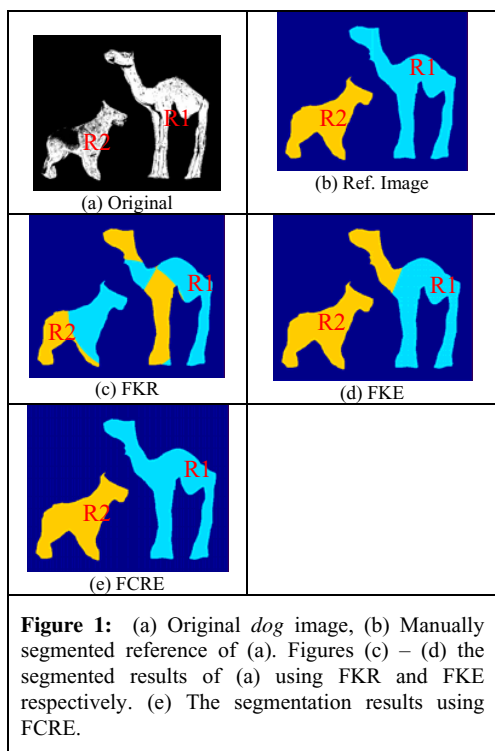 R1
R2
(a) Original
R1
R2
(b) Ref. Image
R1
R2
(c) FKR
R1
R2
(d) FKE
R1
R2
(e) FCRE
Figure 1: (a) Original dog image, (b) Manually
segmented reference of (a). Figures (c) – (d) the
segmented results of (a) using FKR and FKE
respectively. (e) The segmentation results using
FCRE.